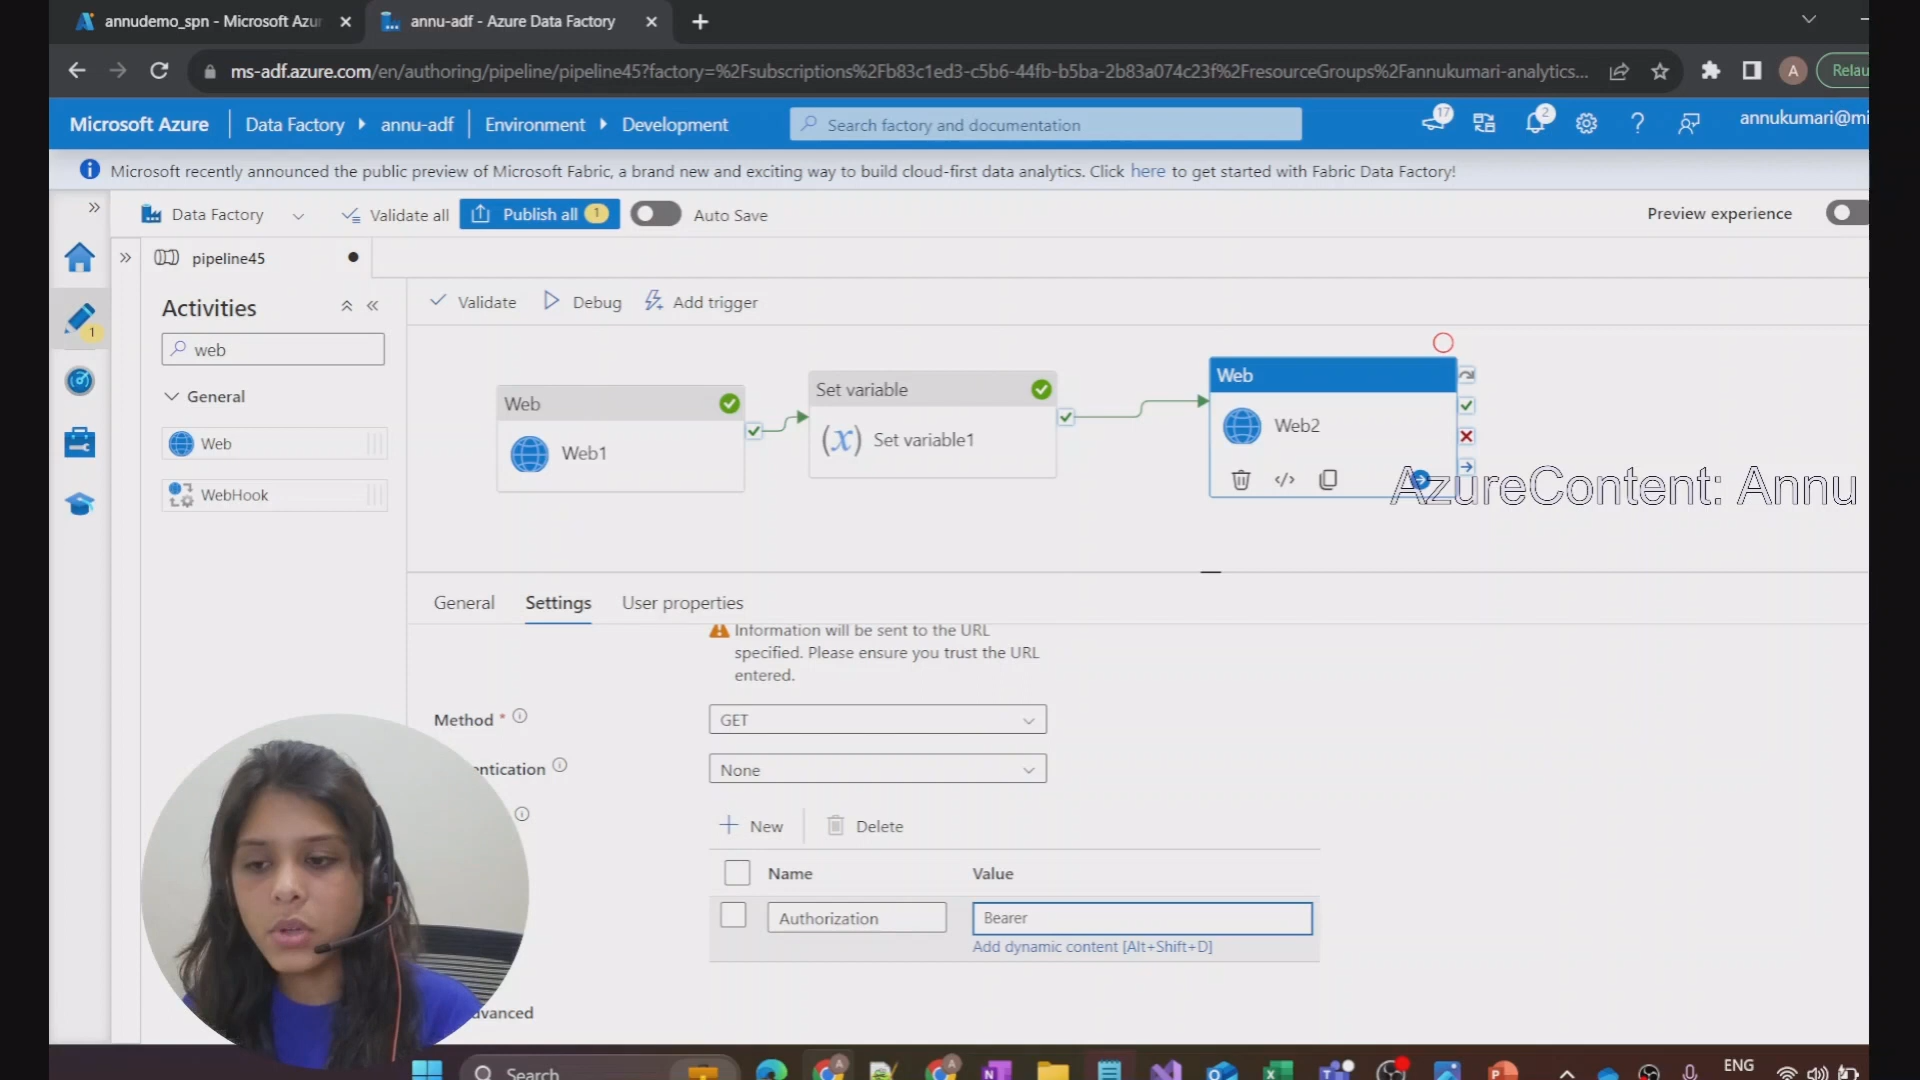 annudemo_spn - Microsoft Azur
annu-adf - Azure Data Factory
ms-adf.azure.com/en/authoring/pipeline/pipeline45?factory=%2Fsubscriptions%2Fb83c1ed3-c5b6-44fb-b5ba-2b83a074c23f%2FresourceGroups%2Fannukumari-analytics...
A
Relau
Microsoft Azure
Data Factory
annu-adf
Environment
Development
Search factory and documentation
17
2
annukumari@mi
Microsoft recently announced the public preview of Microsoft Fabric, a brand new and exciting way to build cloud-first data analytics. Click here to get started with Fabric Data Factory!
Data Factory
Validate all
Publish all 1
Auto Save
Preview experience
pipeline45
1
Activities
web
General
Web
WebHook
Validate
Debug
Add trigger
Web
Web1
Set variable
(x) Set variable1
Web
Web2
AzureContent: Annu
General
Settings
User properties
Information will be sent to the URL
specified. Please ensure you trust the URL
entered.
Method *
GET
entication
None
New
Delete
Name
Value
Authorization
Bearer
Add dynamic content [Alt+Shift+D]
dvanced
Search
ENG